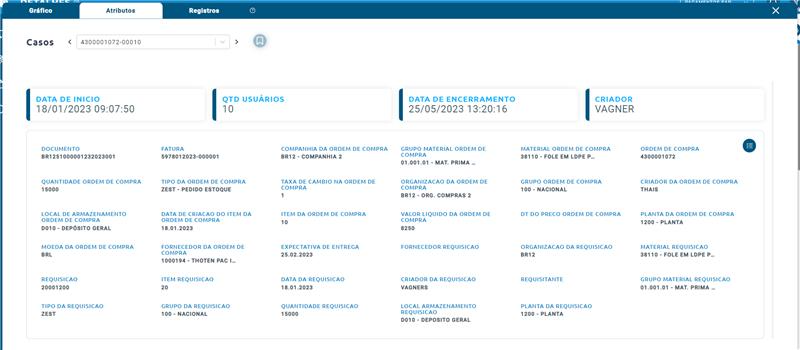 Gráfico Atributos Registros
Casos 4300001072-00010
DATA DE INICIO QTD USUÁRIOS DATA DE ENCERRAMENTO CRIADOR
18/01/2023 09:07:50 10 25/05/2023 13:20:16 VAGNER
DOCUMENTO
BR1251000001232023001
FATURA
5978012023-000001
COMPANHIA DA ORDEM DE COMPRA
BR12 - COMPANHIA 2
GRUPO MATERIAL ORDEM DE
COMPRA
01.001.01 - MAT. PRIMA ...
MATERIAL ORDEM DE COMPRA
38110 - FOLE EM LDPE P...
ORDEM DE COMPRA
4300001072
QUANTIDADE ORDEM DE COMPRA
15000
TIPO DA ORDEM DE COMPRA
ZEST - PEDIDO ESTOQUE
TAXA DE CAMBIO NA ORDEM DE
COMPRA
1
ORGANIZACAO DA ORDEM DE
COMPRA
BR12 - ORG. COMPRAS 2
GRUPO ORDEM DE COMPRA
100 - NACIONAL
CRIADOR DA ORDEM DE COMPRA
THAIS
LOCAL DE ARMAZENAMENTO
ORDEM DE COMPRA
D010 - DEPÓSITO GERAL
DATA DE CRIACAO DO ITEM DA
ORDEM DE COMPRA
18.01.2023
ITEM DA ORDEM DE COMPRA
10
VALOR LIQUIDO DA ORDEM DE
COMPRA
8250
DT DO PRECO ORDEM DE COMPRA
PLANTA DA ORDEM DE COMPRA
1200 - PLANTA
MOEDA DA ORDEM DE COMPRA
BRL
FORNECEDOR DA ORDEM DE
COMPRA
1000194 - THOTEN PAC I...
EXPECTATIVA DE ENTREGA
25.02.2023
FORNECEDOR REQUISICAO
ORGANIZACAO DA REQUISICAO
BR12
MATERIAL REQUISICAO
38110 - FOLE EM LDPE P...
REQUISICAO
20001200
ITEM REQUISICAO
20
DATA DA REQUISICAO
18.01.2023
CRIADOR DA REQUISICAO
VAGNERS
REQUISITANTE
GRUPO MATERIAL REQUISICAO
01.001.01 - MAT. PRIMA ...
TIPO DA REQUISICAO
ZEST
GRUPO DA REQUISICAO
100 - NACIONAL
QUANTIDADE REQUISICAO
15000
LOCAL ARMAZENAMENTO
REQUISICAO
D010 - DEPOSITO GERAL
PLANTA DA REQUISICAO
1200 - PLANTA